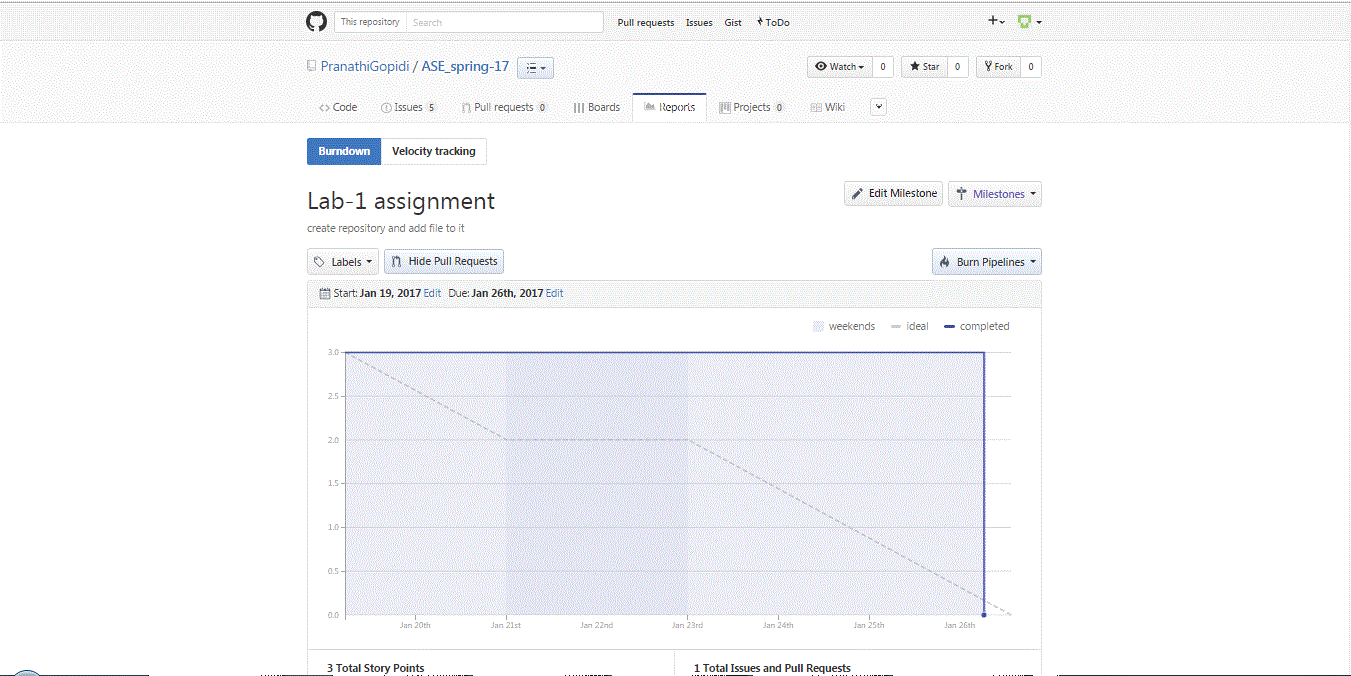 This repository Search Pull requests Issues Gist ToDo
PranathiGopidi / ASE_spring-17 Watch 0 Star 0 Fork 0
Code Issues 5 Pull requests 0 Boards Reports Projects 0 Wiki
Burndown Velocity tracking
Lab-1 assignment Edit Milestone Milestones
create repository and add file to it
Labels Hide Pull Requests Burn Pipelines
Start: Jan 19, 2017 Edit Due: Jan 26th, 2017 Edit
weekends ideal completed
3.0
2.5
2.0
1.5
1.0
0.5
0.0
Jan 20th Jan 21st Jan 22nd Jan 23rd Jan 24th Jan 25th Jan 26th
3 Total Story Points 1 Total Issues and Pull Requests